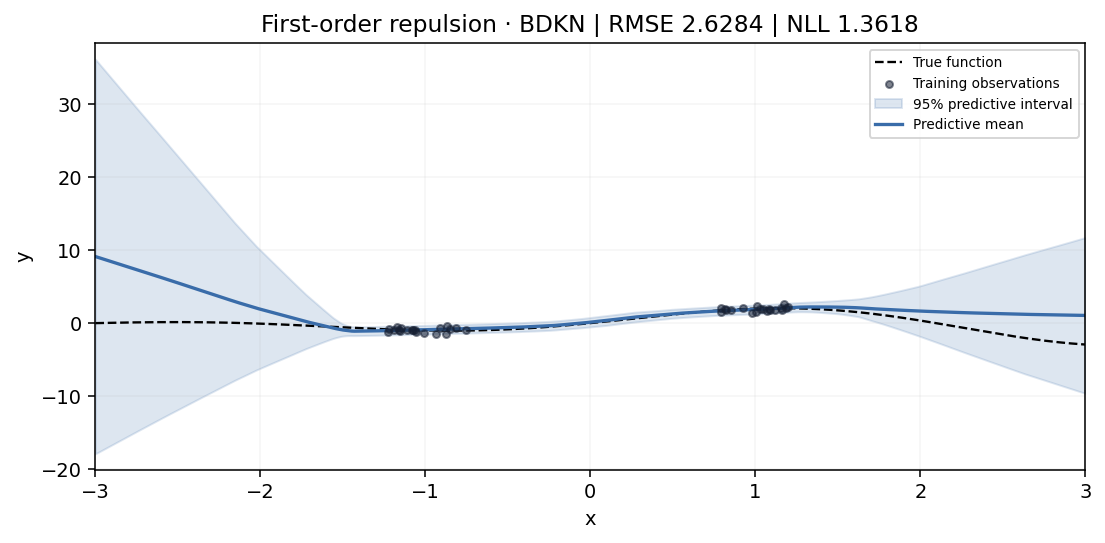 First-order repulsion · BDKN | RMSE 2.6284 | NLL 1.3618
True function
Training observations
95% predictive interval
Predictive mean
30
20
10
0
−10
−20
y
−3
−2
−1
0
1
2
3
x